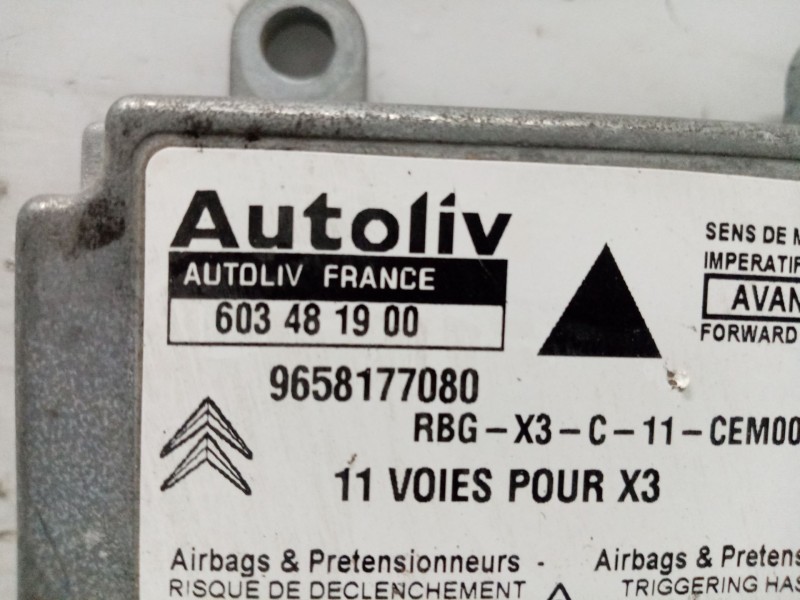 Autoliv
AUTOLIV FRANCE
603 48 19 00
9658177080
RBG-X3-C-11-CEM00
11 VOIES POUR X3
SENS DE M
IMPERATIF
AVAN
FORWARD
Airbags & Pretensionneurs -
RISQUE DE DECLENCHEMENT
Airbags & Pretens
TRIGGERING HAS